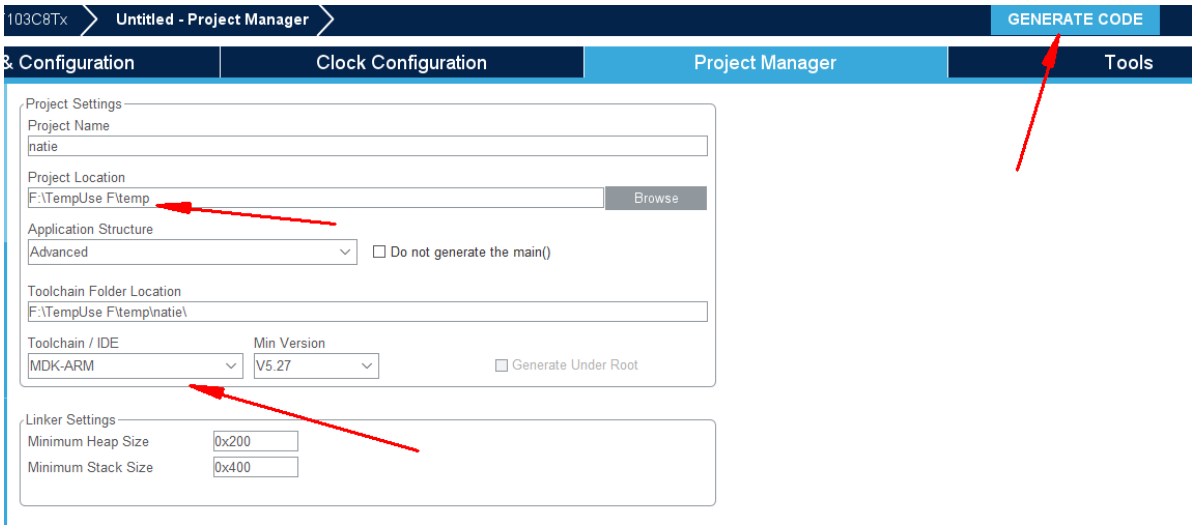 103C8Tx Untitled - Project Manager GENERATE CODE
& Configuration Clock Configuration Project Manager Tools
Project Settings
Project Name
natie
Project Location
F:\TempUse F\temp Browse
Application Structure
Advanced Do not generate the main()
Toolchain Folder Location
F:\TempUse F\temp\natie\
Toolchain / IDE Min Version
MDK-ARM V5.27 Generate Under Root
Linker Settings
Minimum Heap Size 0x200
Minimum Stack Size 0x400